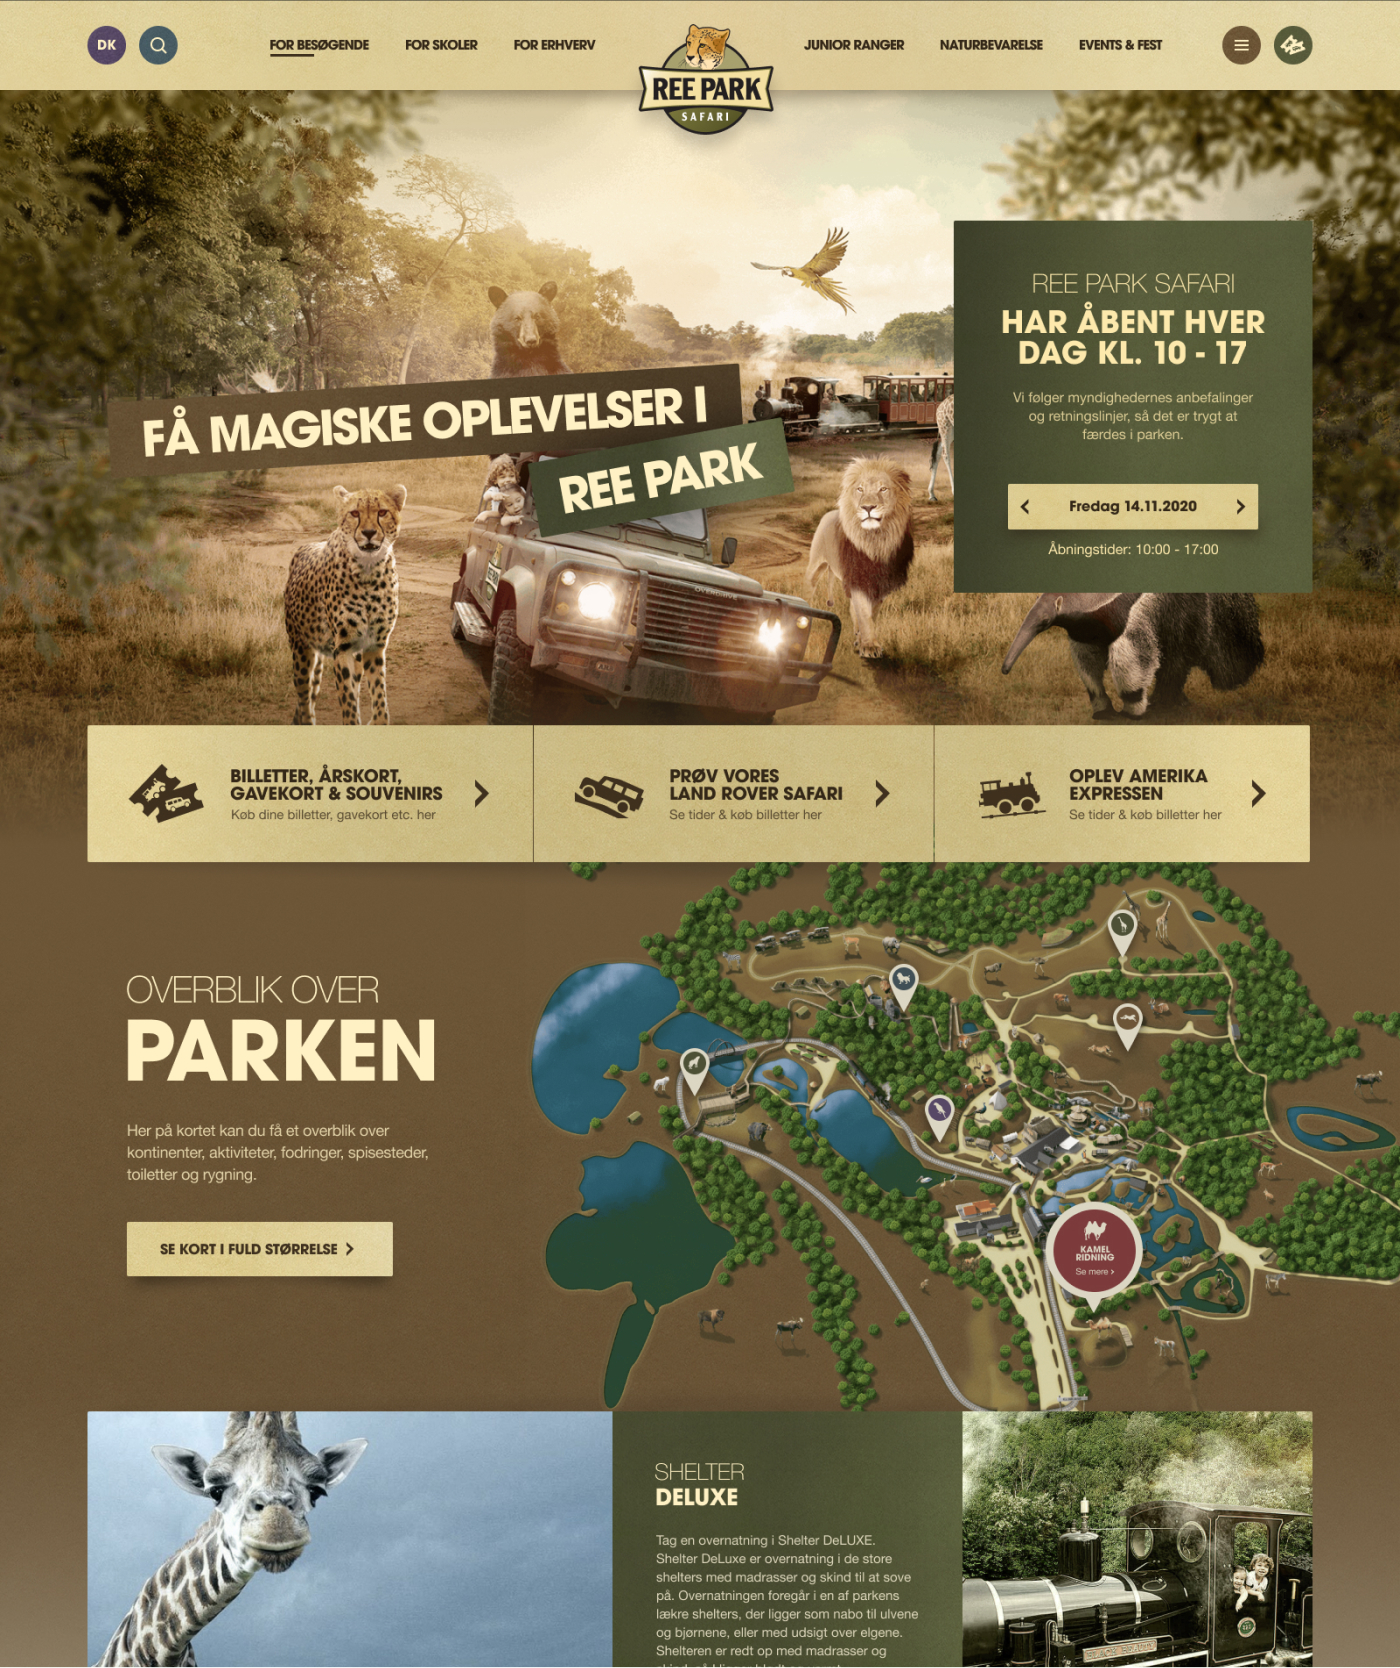 DK
FOR BESØGENDE
FOR SKOLER
FOR ERHVERV
REE PARK
SAFARI
JUNIOR RANGER
NATURBEVARELSE
EVENTS & FEST
FÅ MAGISKE OPLEVELSER I
REE PARK
OVERDRIVE
REE PARK SAFARI
HAR ÅBENT HVER
DAG KL. 10 - 17
Vi følger myndighedernes anbefalinger
og retningslinjer, så det er trygt at
færdes i parken.
Fredag 14.11.2020
Åbningstider: 10:00 - 17:00
BILLETTER, ÅRSKORT,
GAVEKORT & SOUVENIRS
Køb dine billetter, gavekort etc. her
PRØV VORES
LAND ROVER SAFARI
Se tider & køb billetter her
OPLEV AMERIKA
EXPRESSEN
Se tider & køb billetter her
OVERBLIK OVER
PARKEN
Her på kortet kan du få et overblik over
kontinenter, aktiviteter, fodringer, spisesteder,
toiletter og rygning.
SE KORT I FULD STØRRELSE
KAMEL
RIDNING
Se mere
SHELTER
DELUXE
Tag en overnatning i Shelter DeLUXE.
Shelter DeLuxe er overnatning i de store
shelters med madrasser og skind til at sove
på. Overnatningen foregår i en af parkens
lækre shelters, der ligger som nabo til ulvene
og bjørnene, eller med udsigt over elgene.
Shelteren er redt op med madrasser og